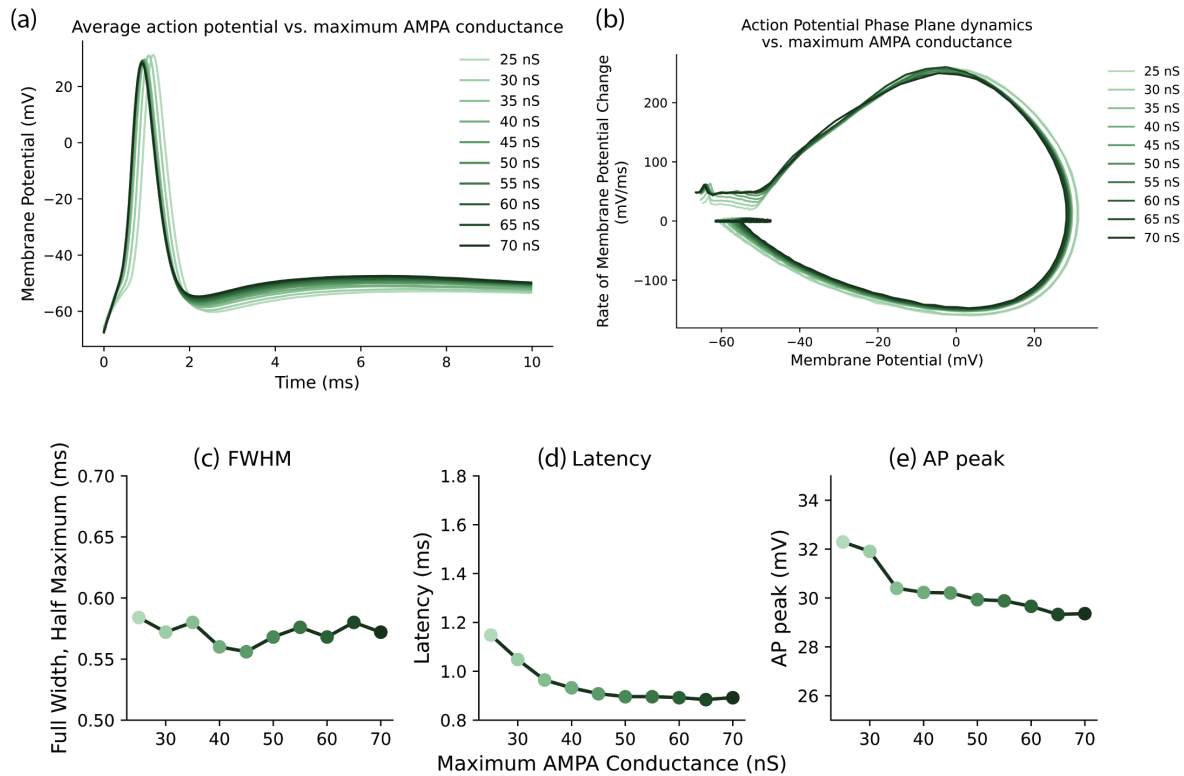 (a)
Average action potential vs. maximum AMPA conductance
Membrane Potential (mV)
20
0
−20
−40
−60
0
2
4
6
8
10
Time (ms)
25 nS
30 nS
35 nS
40 nS
45 nS
50 nS
55 nS
60 nS
65 nS
70 nS
(b)
Action Potential Phase Plane dynamics
vs. maximum AMPA conductance
Rate of Membrane Potential Change
(mV/ms)
200
100
0
−100
−60
−40
−20
0
20
Membrane Potential (mV)
25 nS
30 nS
35 nS
40 nS
45 nS
50 nS
55 nS
60 nS
65 nS
70 nS
(c) FWHM
Full Width, Half Maximum (ms)
0.70
0.65
0.60
0.55
0.50
30
40
50
60
70
(d) Latency
Latency (ms)
1.8
1.6
1.4
1.2
1.0
0.8
30
40
50
60
70
Maximum AMPA Conductance (nS)
(e) AP peak
AP peak (mV)
34
32
30
28
26
30
40
50
60
70